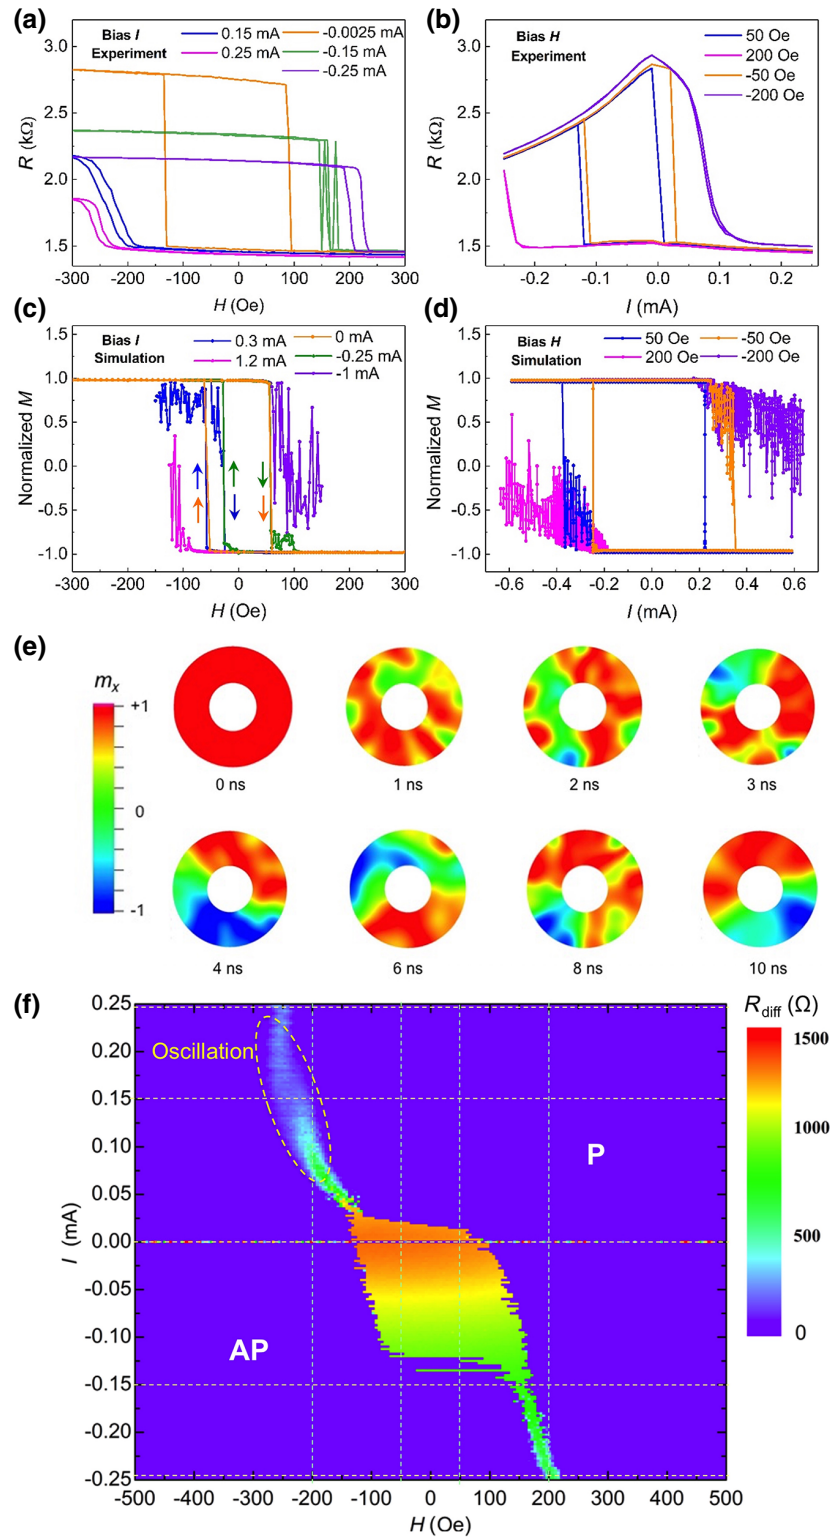 (a)
Bias I
Experiment
0.15 mA
0.25 mA
-0.0025 mA
-0.15 mA
-0.25 mA
3.0
2.5
2.0
1.5
R (kΩ)
-300 -200 -100 0 100 200 300
H (Oe)
(b)
Bias H
Experiment
50 Oe
200 Oe
-50 Oe
-200 Oe
3.0
2.5
2.0
1.5
R (kΩ)
-0.2 -0.1 0.0 0.1 0.2
I (mA)
(c)
Bias I
Simulation
0.3 mA
1.2 mA
0 mA
-0.25 mA
-1 mA
1.5
1.0
0.5
0.0
-0.5
-1.0
Normalized M
-300 -200 -100 0 100 200 300
H (Oe)
(d)
Bias H
Simulation
50 Oe
200 Oe
-50 Oe
-200 Oe
1.5
1.0
0.5
0.0
-0.5
-1.0
Normalized M
-0.6 -0.4 -0.2 0.0 0.2 0.4 0.6
I (mA)
(e)
mx
+1
0
-1
0 ns 1 ns 2 ns 3 ns
4 ns 6 ns 8 ns 10 ns
(f)
0.25
0.20
0.15
0.10
0.05
0.00
-0.05
-0.10
-0.15
-0.20
-0.25
I (mA)
Oscillation
P
AP
-500 -400 -300 -200 -100 0 100 200 300 400 500
H (Oe)
Rdiff (Ω)
1500
1000
500
0